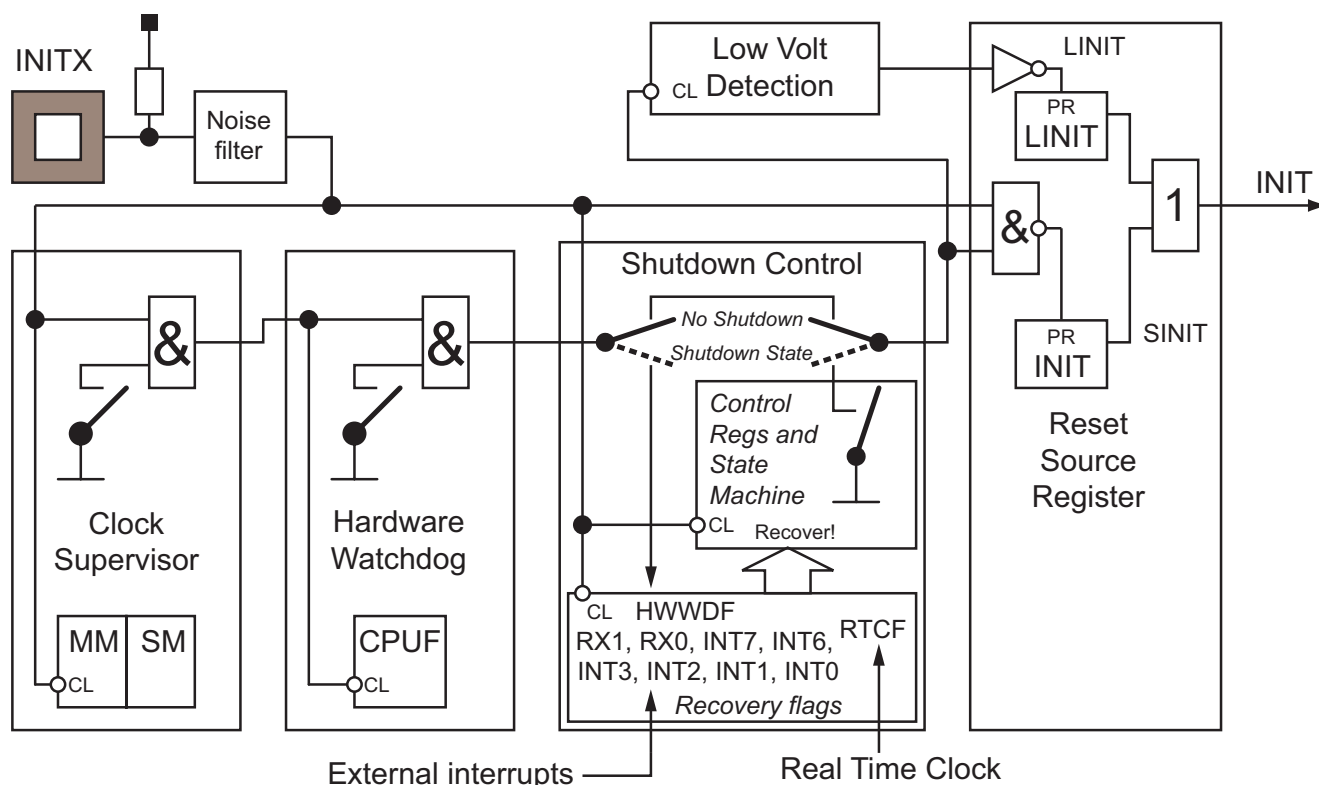 INITX
Noise
filter
Low Volt
Detection
CL
LINIT
PR
LINIT
&
1
INIT
PR
INIT
SINIT
Reset
Source
Register
&
Clock
Supervisor
MM SM
CL
&
Hardware
Watchdog
CPUF
CL
Shutdown Control
No Shutdown
Shutdown State
Control
Regs and
State
Machine
CL
Recover!
CL HWWDF
RX1, RX0, INT7, INT6,
INT3, INT2, INT1, INT0
RTCF
Recovery flags
External interrupts
Real Time Clock